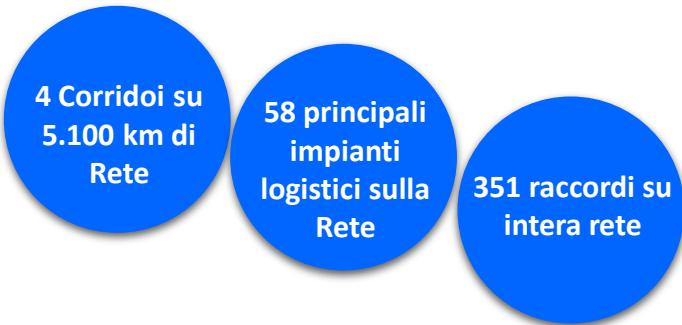 4 Corridoi su
5.100 km di
Rete
58 principali
impianti
logistici sulla
Rete
351 raccordi su
intera rete